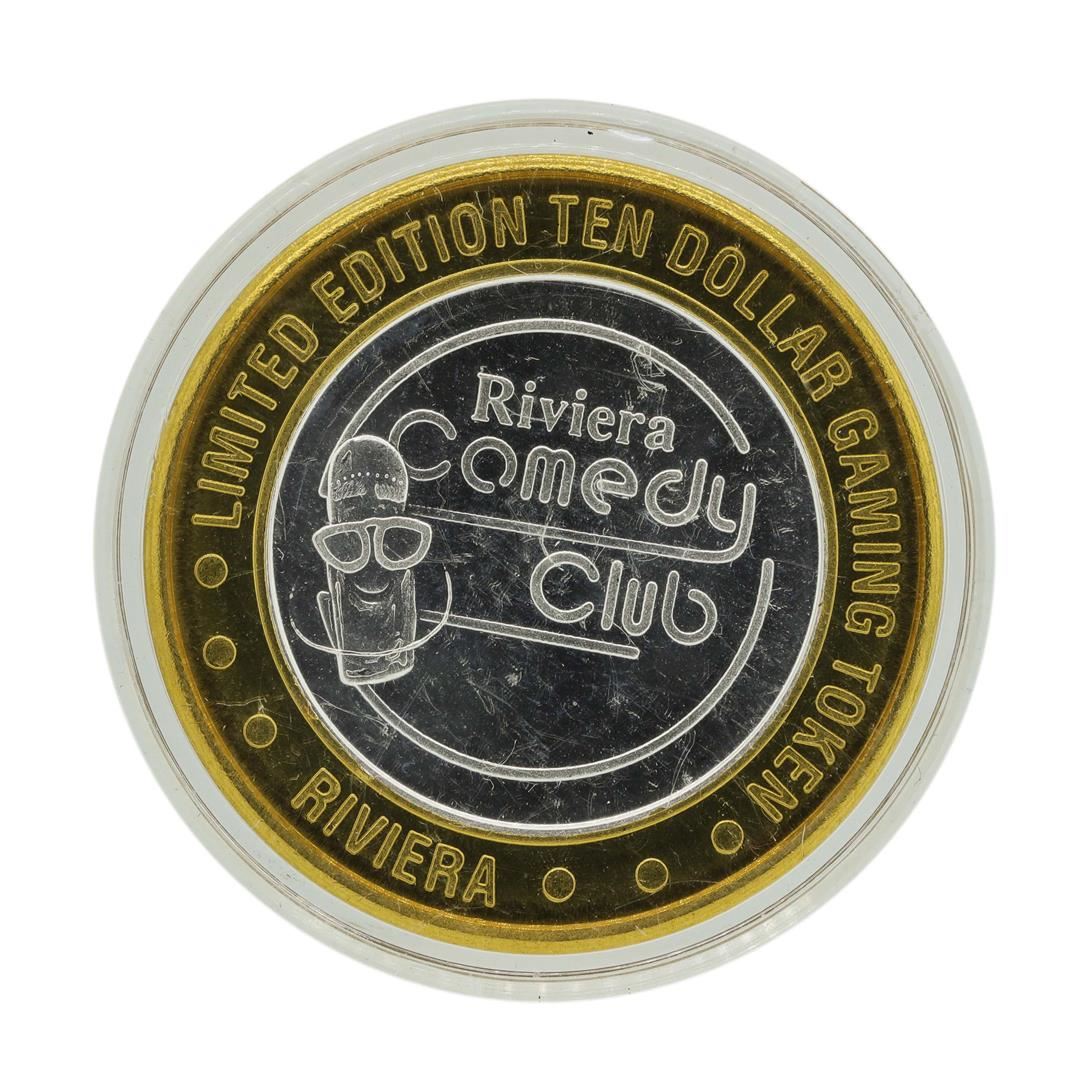 LIMITED EDITION TEN DOLLAR GAMING TOKEN
Riviera
Comedy
Club
RIVIERA